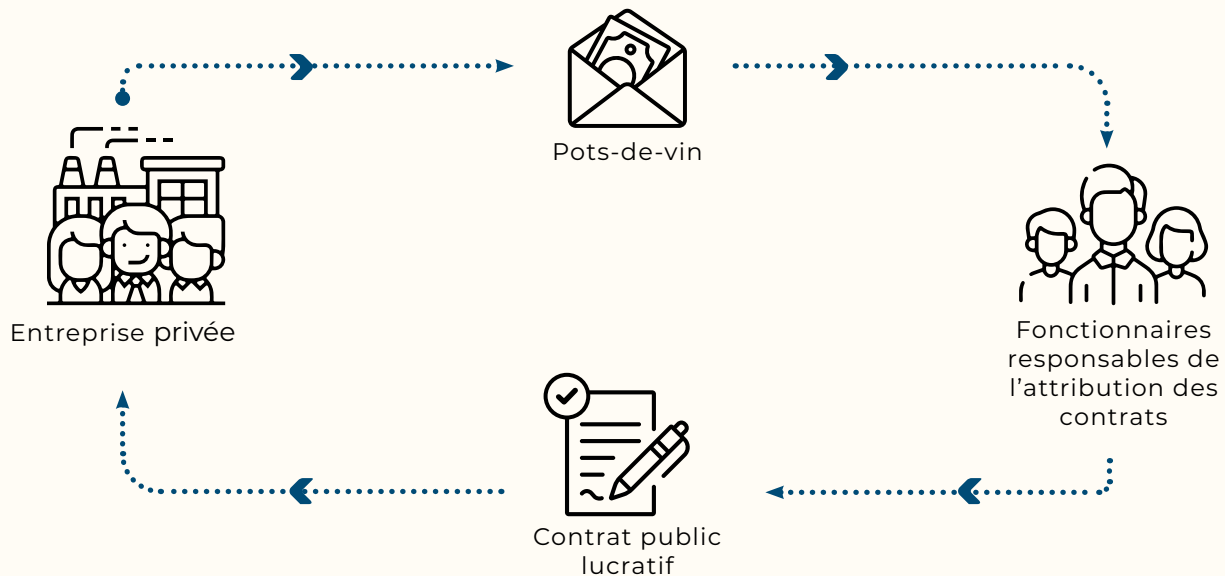 Pots-de-vin
Entreprise privée
Fonctionnaires
responsables de
l’attribution des
contrats
Contrat public
lucratif